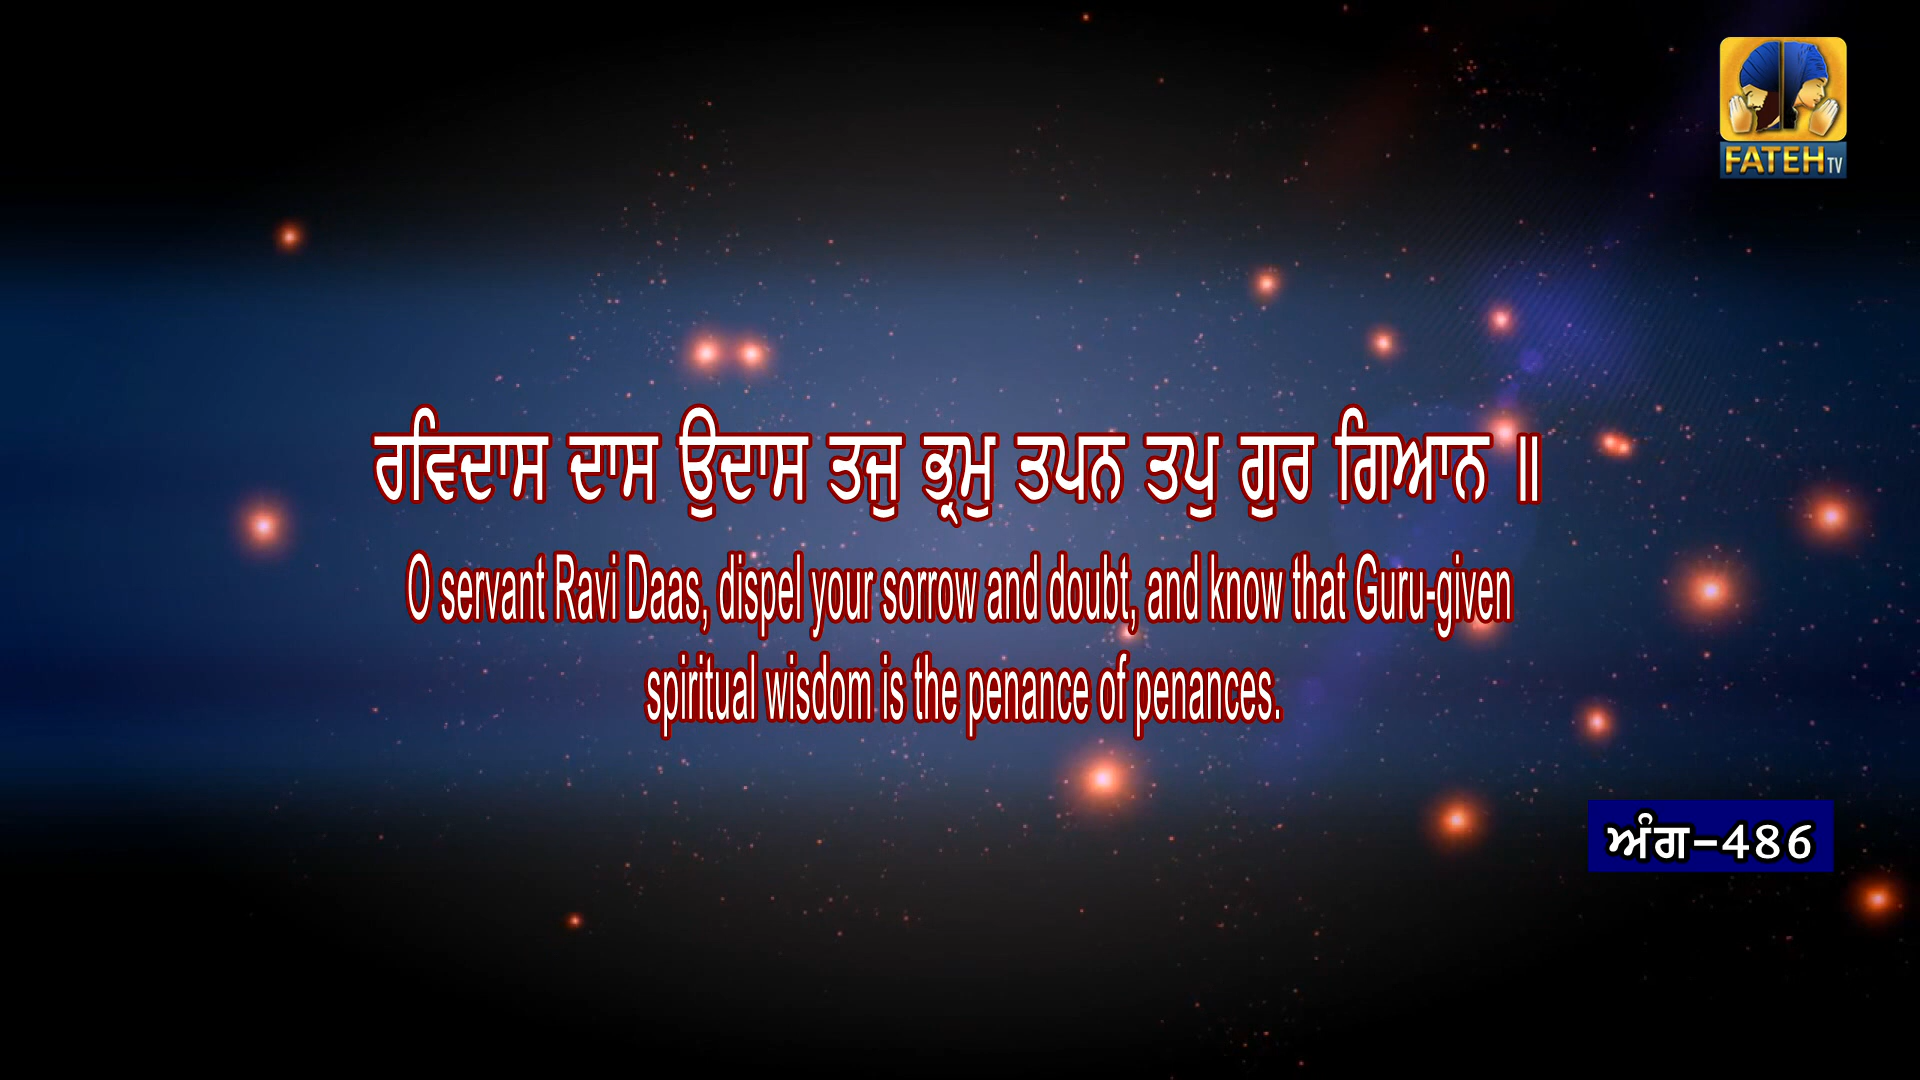 FATEH TV
ਰਵਿਦਾਸ ਦਾਸ ਉਦਾਸ ਤਜੁ ਭ੍ਰਮੁ ਤਪਨ ਤਪੁ ਗੁਰ ਗਿਆਨ ॥
O servant Ravi Daas, dispel your sorrow and doubt, and know that Guru-given
spiritual wisdom is the penance of penances.
ਅੰਗ-486